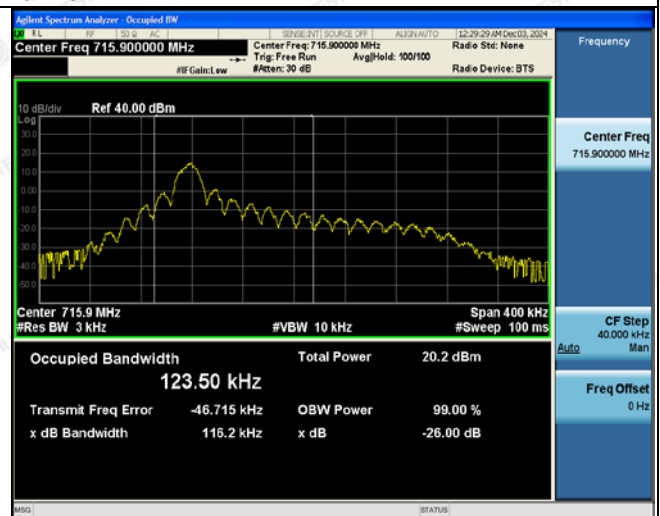 Agilent Spectrum Analyzer - Occupied BW
RL RF 50 Ω AC SENSE:INT SOURCE OFF ALIGN AUTO 12:29:29 AM Dec 03, 2024
Center Freq 715.900000 MHz Center Freq: 715.900000 MHz Radio Std: None
Trig: Free Run Avg|Hold: 100/100
#IFGain:Low #Atten: 30 dB Radio Device: BTS
Frequency
10 dB/div Ref 40.00 dBm
Log
30.0
20.0
10.0
0.00
-10.0
-20.0
-30.0
-40.0
-50.0
Center 715.9 MHz Span 400 kHz
#Res BW 3 kHz #VBW 10 kHz #Sweep 100 ms
Occupied Bandwidth Total Power 20.2 dBm
123.50 kHz
Transmit Freq Error -46.715 kHz OBW Power 99.00 %
x dB Bandwidth 116.2 kHz x dB -26.00 dB
Center Freq
715.900000 MHz
CF Step
40.000 kHz
Auto Man
Freq Offset
0 Hz
MSG STATUS